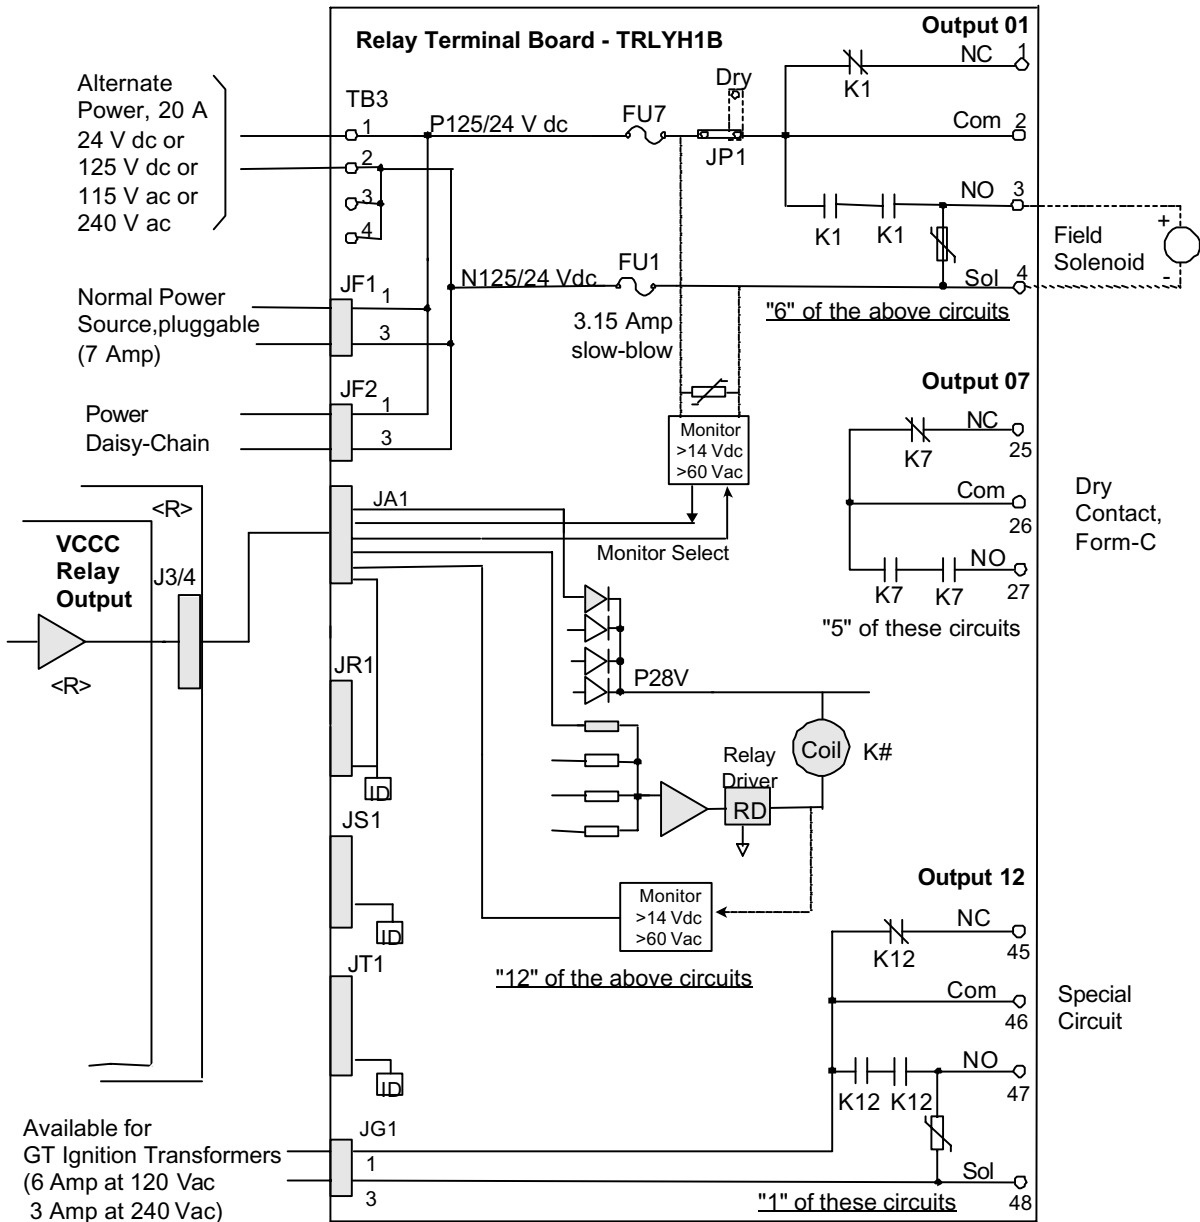 Relay Terminal Board - TRLYH1B
Output 01
Alternate
Power, 20 A
24 V dc or
125 V dc or
115 V ac or
240 V ac
TB3
1
2
3
4
P125/24 V dc
FU7
Dry
JP1
NC
1
K1
Com
2
NO
3
K1
K1
Sol
4
+
-
Field
Solenoid
N125/24 Vdc
FU1
3.15 Amp
slow-blow
"6" of the above circuits
Normal Power
Source,pluggable
(7 Amp)
JF1
1
3
Power
Daisy-Chain
JF2
1
3
Monitor
>14 Vdc
>60 Vac
Monitor Select
Output 07
NC
25
K7
Com
26
NO
27
K7
K7
"5" of these circuits
Dry
Contact,
Form-C
<R>
VCCC
Relay
Output
J3/4
<R>
JA1
JR1
ID
JS1
ID
JT1
ID
P28V
Coil
K#
Relay
Driver
RD
Monitor
>14 Vdc
>60 Vac
"12" of the above circuits
Output 12
NC
45
K12
Com
46
NO
47
K12
K12
Sol
48
"1" of these circuits
Special
Circuit
Available for
GT Ignition Transformers
(6 Amp at 120 Vac
3 Amp at 240 Vac)
JG1
1
3